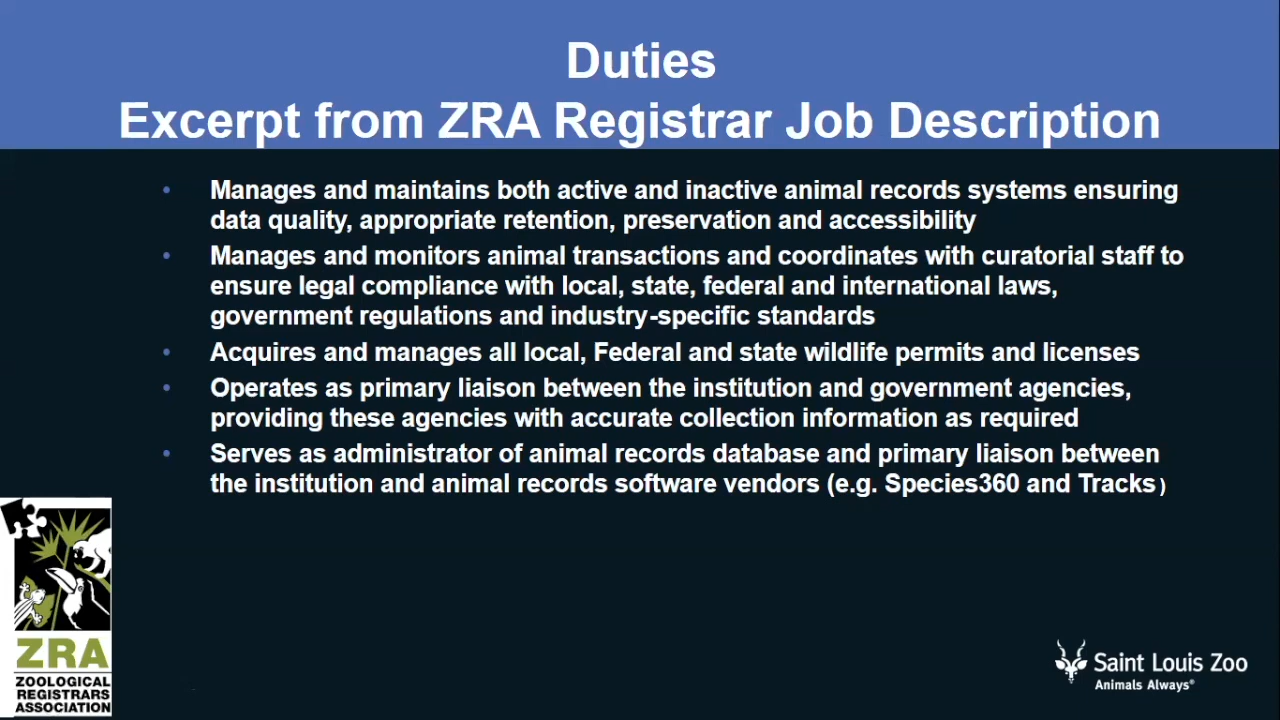 Duties
Excerpt from ZRA Registrar Job Description
• Manages and maintains both active and inactive animal records systems ensuring
data quality, appropriate retention, preservation and accessibility
• Manages and monitors animal transactions and coordinates with curatorial staff to
ensure legal compliance with local, state, federal and international laws,
government regulations and industry-specific standards
• Acquires and manages all local, Federal and state wildlife permits and licenses
• Operates as primary liaison between the institution and government agencies,
providing these agencies with accurate collection information as required
• Serves as administrator of animal records database and primary liaison between
the institution and animal records software vendors (e.g. Species360 and Tracks)
ZRA
ZOOLOGICAL
REGISTRARS
ASSOCIATION
Saint Louis Zoo
Animals Always®